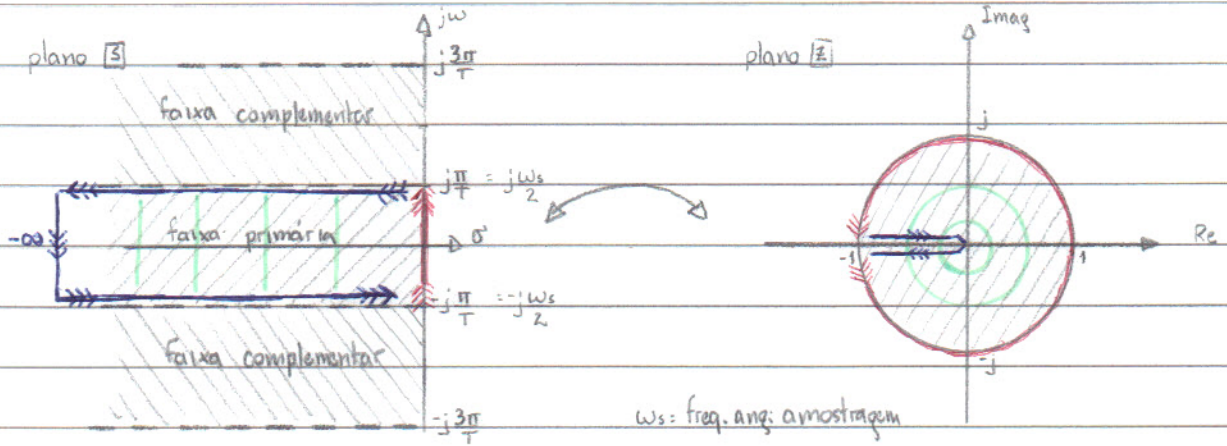 jω
Imag
plano S
j 3π/T
plano Z
faixa complementar
j
j π/T = j ωs/2
-∞
faixa primária
σ
-1
1
Re
-j π/T = -j ωs/2
faixa complementar
-j
ωs: freq. ang. amostragem
-j 3π/T